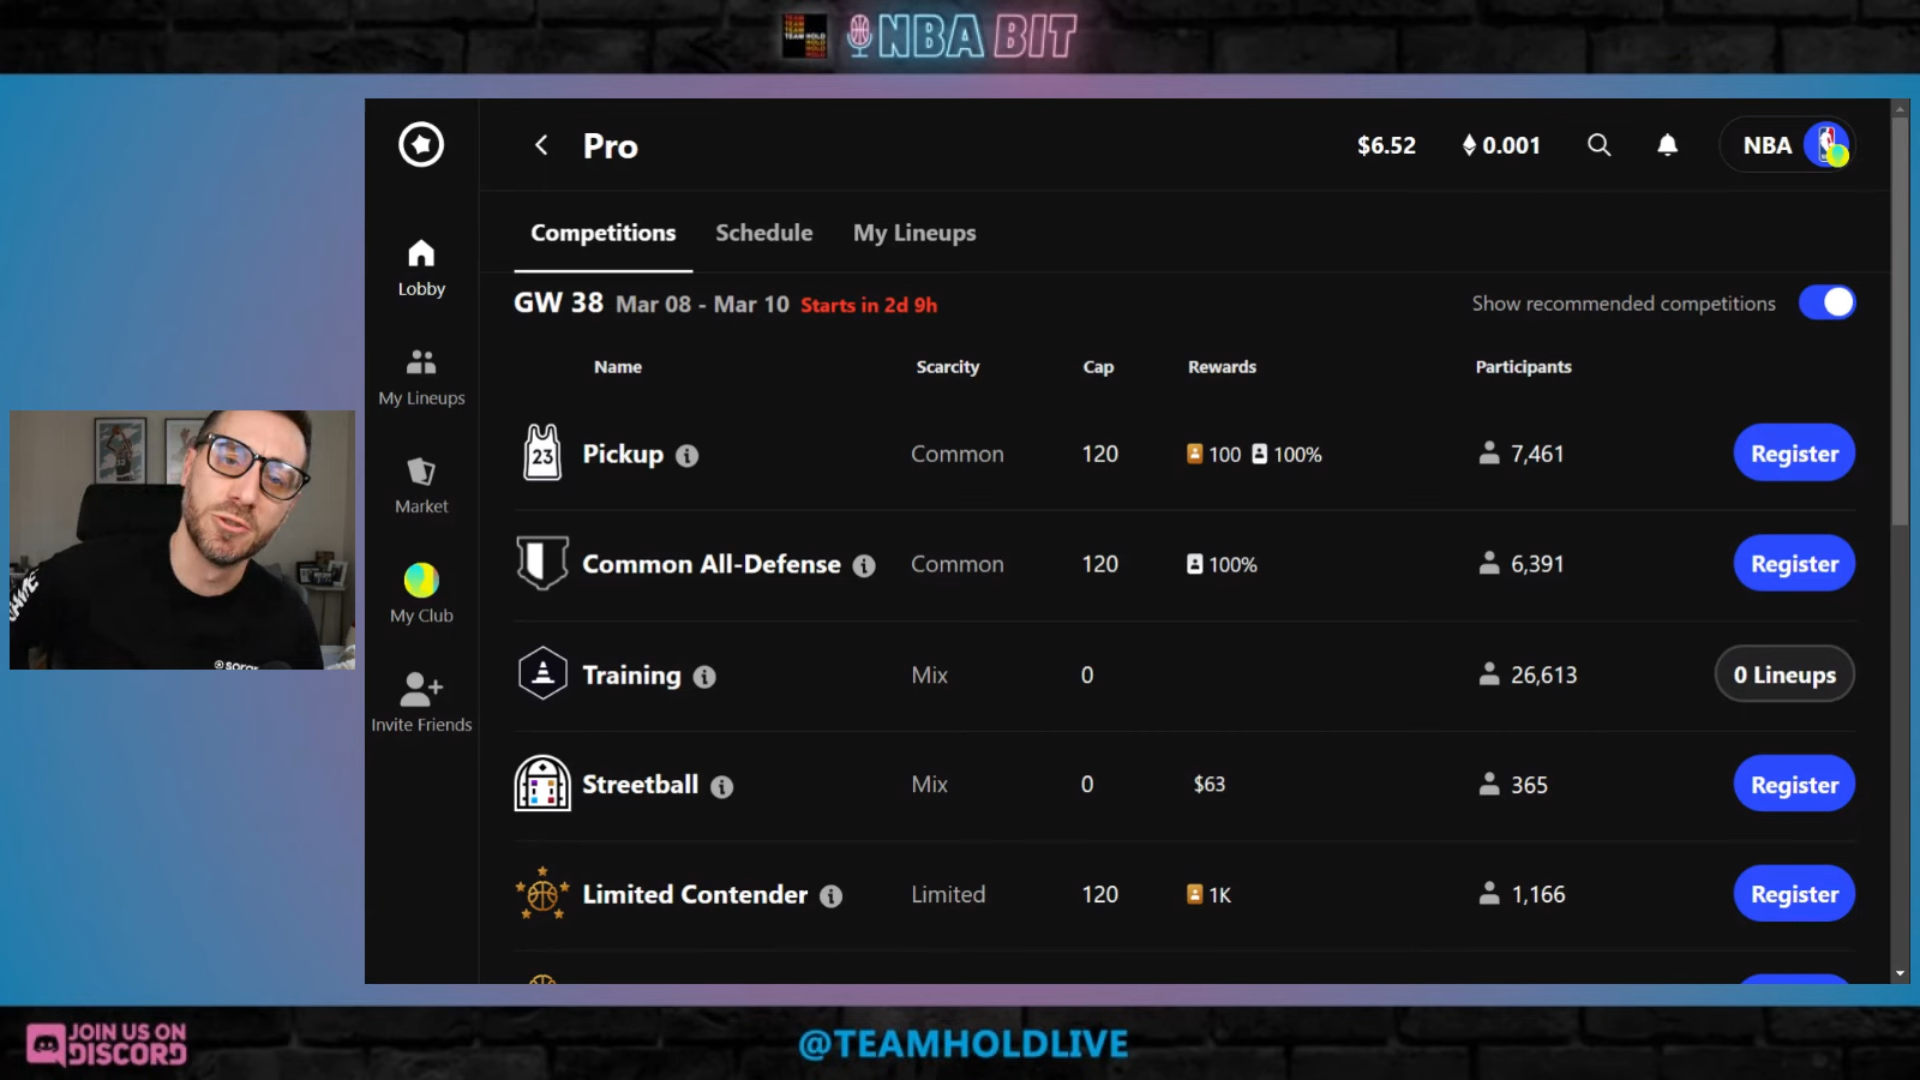 TEAM HOLD
NBA BIT
Pro
$6.52
0.001
NBA
Competitions
Schedule
My Lineups
GW 38 Mar 08 - Mar 10 Starts in 2d 9h
Show recommended competitions
Name
Scarcity
Cap
Rewards
Participants
23
Pickup
Common
120
100
100%
7,461
Register
Common All-Defense
Common
120
100%
6,391
Register
Training
Mix
0
26,613
0 Lineups
Streetball
Mix
0
$63
365
Register
Limited Contender
Limited
120
1K
1,166
Register
Lobby
My Lineups
Market
My Club
Invite Friends
JOIN US ON
DISCORD
@TEAMHOLDLIVE